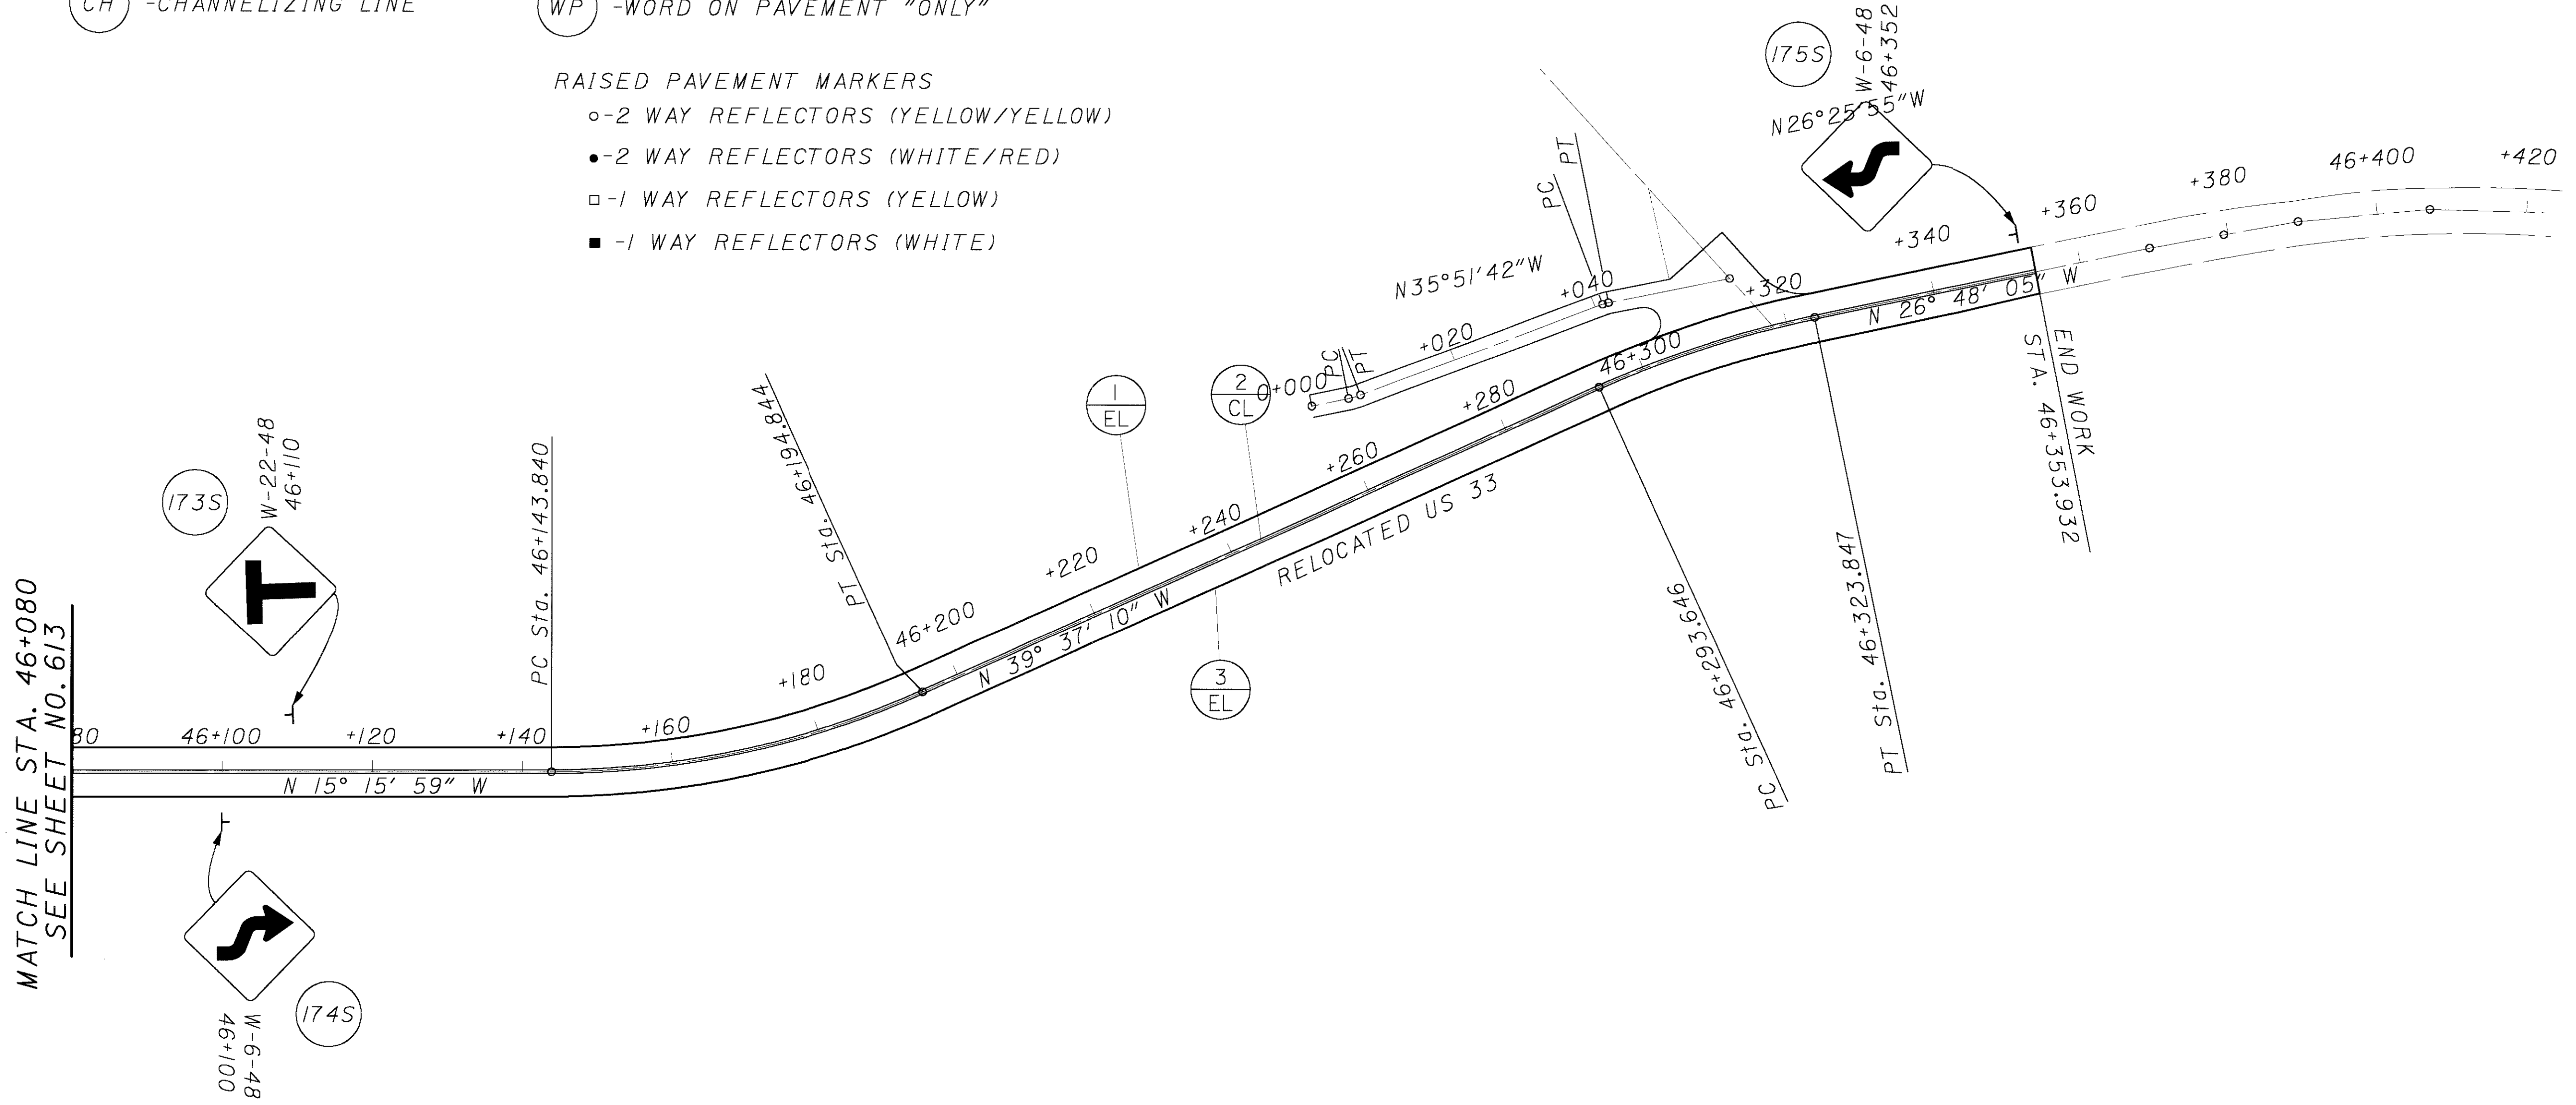 CH -CHANNELIZING LINE
WP -WORD ON PAVEMENT "ONLY"
RAISED PAVEMENT MARKERS
-2 WAY REFLECTORS (YELLOW/YELLOW)
-2 WAY REFLECTORS (WHITE/RED)
-1 WAY REFLECTORS (YELLOW)
-1 WAY REFLECTORS (WHITE)
175S
W-6-48
46+352
N26°25'55"W
PC
PT
N35°51'42"W
0+000
PC
PT
+020
+040
1
EL
2
CL
3
EL
173S
W-22-48
46+110
174S
W-6-48
46+100
MATCH LINE STA. 46+080
SEE SHEET NO. 613
80
46+100
+120
+140
+160
+180
46+200
+220
+240
+260
+280
46+300
+320
+340
+360
+380
46+400
+420
N 15° 15' 59" W
PC Sta. 46+143.840
PT Sta. 46+194.844
N 39° 37' 10" W
RELOCATED US 33
PC Sta. 46+293.646
PT Sta. 46+323.847
N 26° 48' 05" W
END WORK
STA. 46+353.932